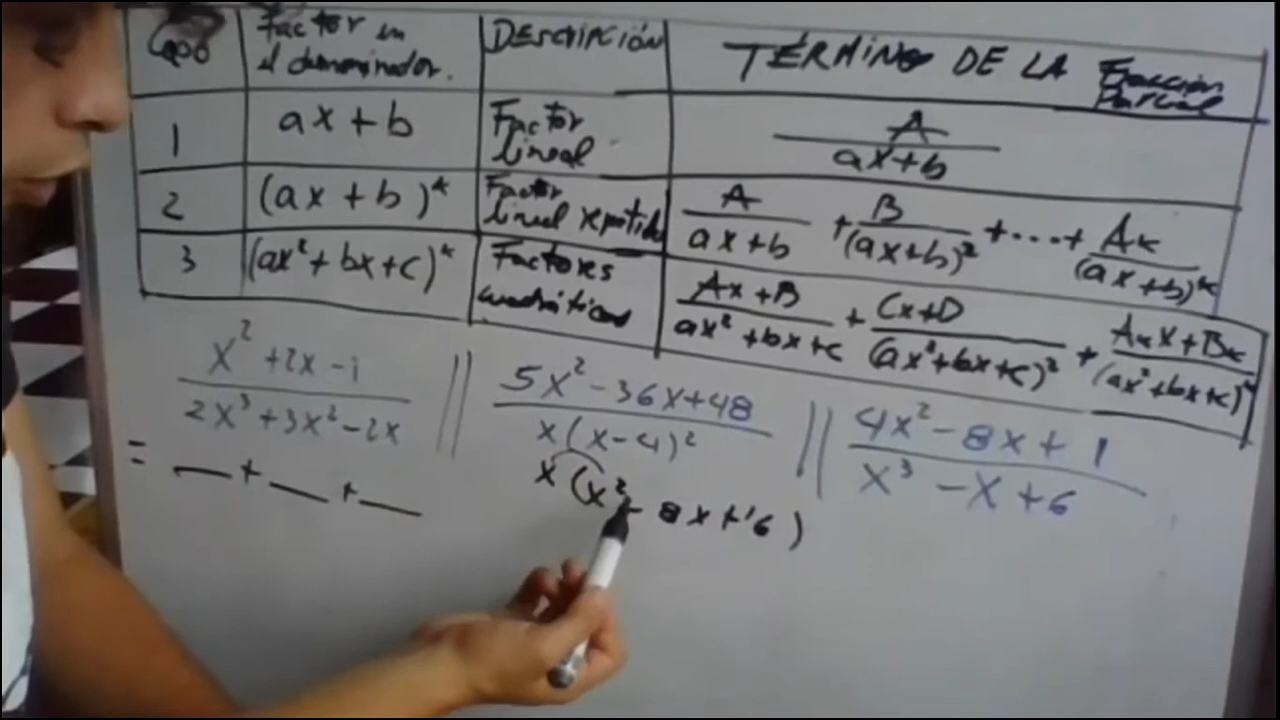 Caso Factor en el denominador. DESCRIPCIÓN TÉRMINO DE LA Fracción Parcial
1 ax+b Factor lineal A/(ax+b)
2 (ax+b)^k Factor lineal repetido A/(ax+b) + B/(ax+b)² + .... + Aₖ/(ax+b)^k
3 (ax²+bx+c)^k Factores cuadráticos (Ax+B)/(ax²+bx+c) + (Cx+D)/(ax²+bx+c)² + (AₖX+Bₖ)/(ax²+bx+c)^k
(x²+2x-1)/(2x³+3x²-2x) || (5x²-36x+48)/(x(x-4)²) || (4x²-8x+1)/(x³-x+6)
= __ + __ + __
x(x²-8x+16)